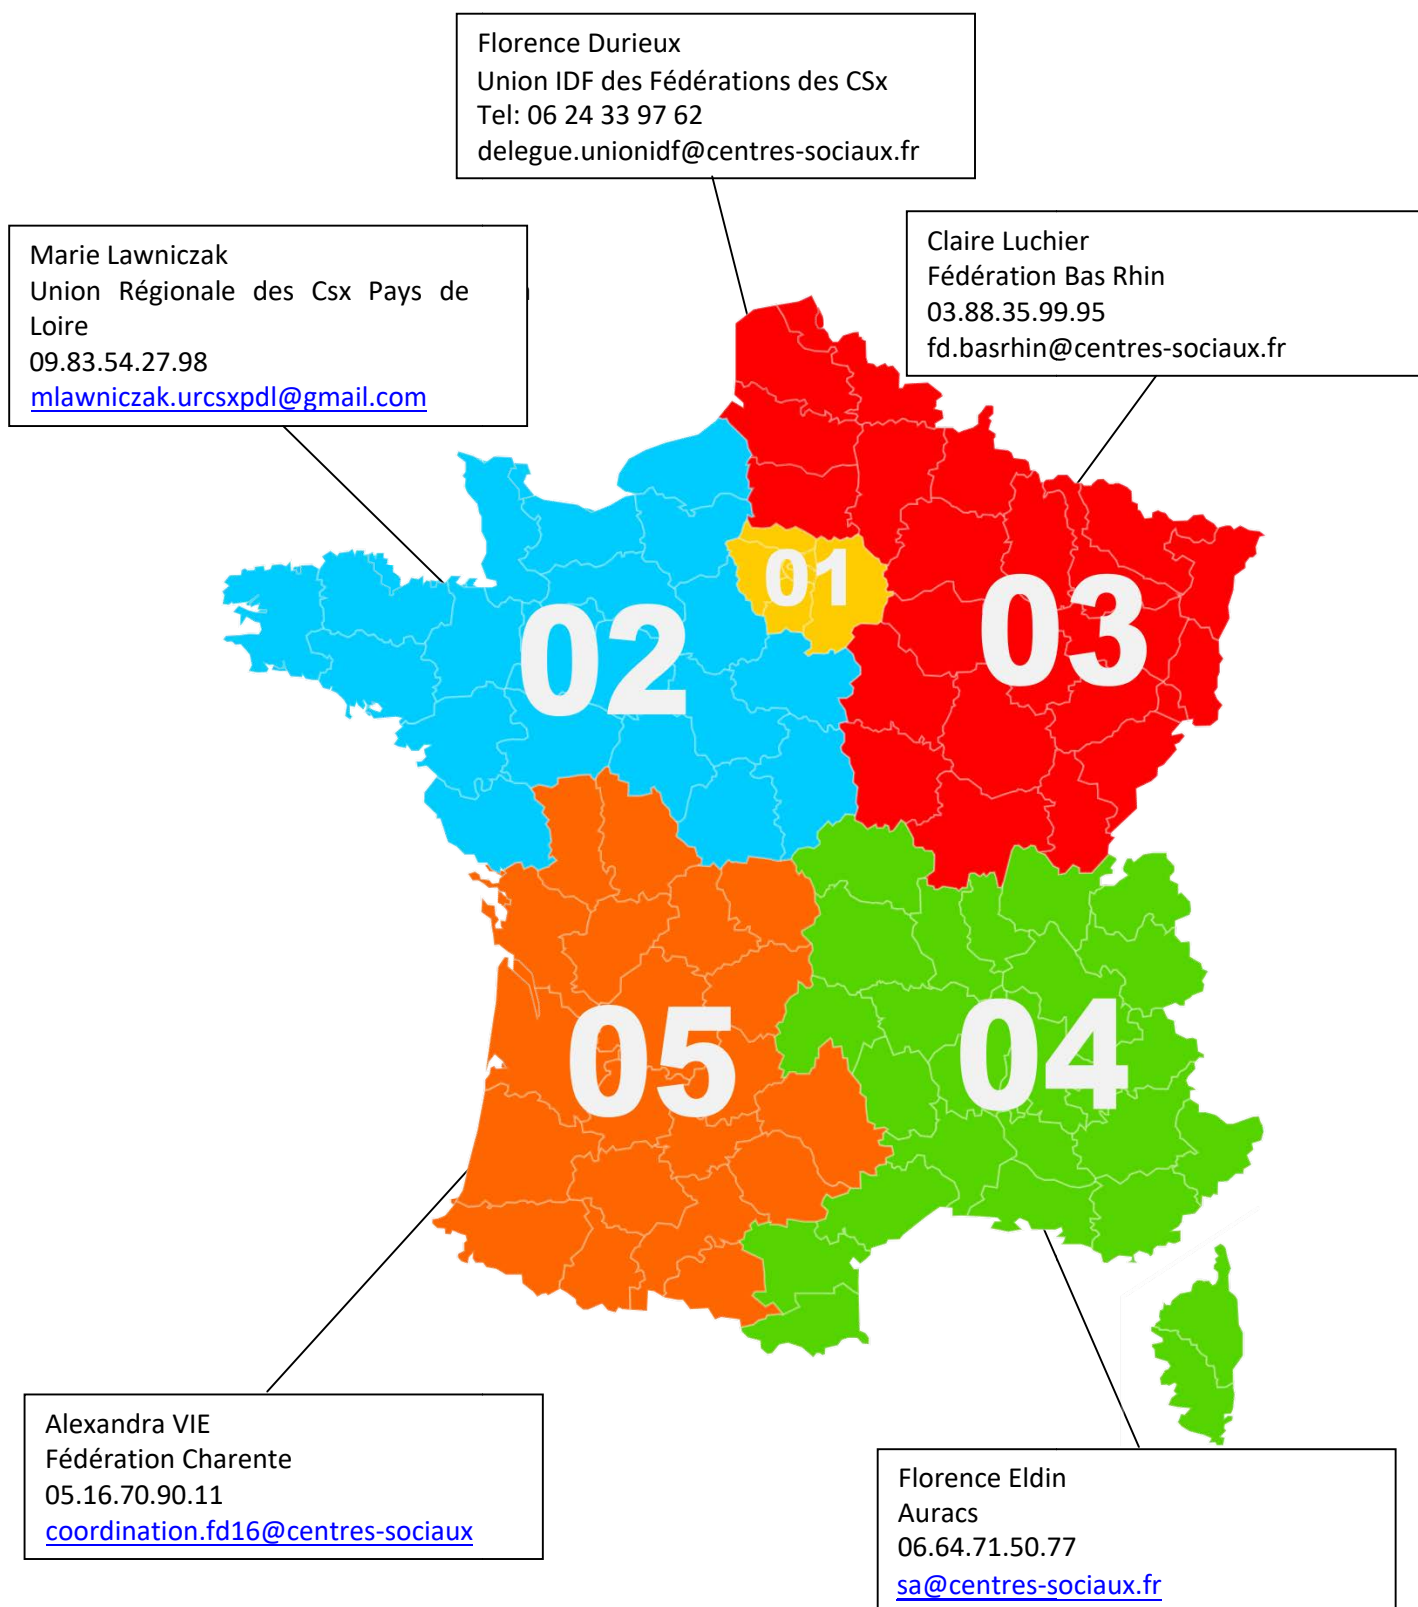 Florence Durieux
Union IDF des Fédérations des CSx
Tel: 06 24 33 97 62
delegue.unionidf@centres-sociaux.fr
Marie Lawniczak
Union Régionale des Csx Pays de
Loire
09.83.54.27.98
mlawniczak.urcsxpdl@gmail.com
Claire Luchier
Fédération Bas Rhin
03.88.35.99.95
fd.basrhin@centres-sociaux.fr
01
02
03
04
05
Alexandra VIE
Fédération Charente
05.16.70.90.11
coordination.fd16@centres-sociaux
Florence Eldin
Auracs
06.64.71.50.77
sa@centres-sociaux.fr